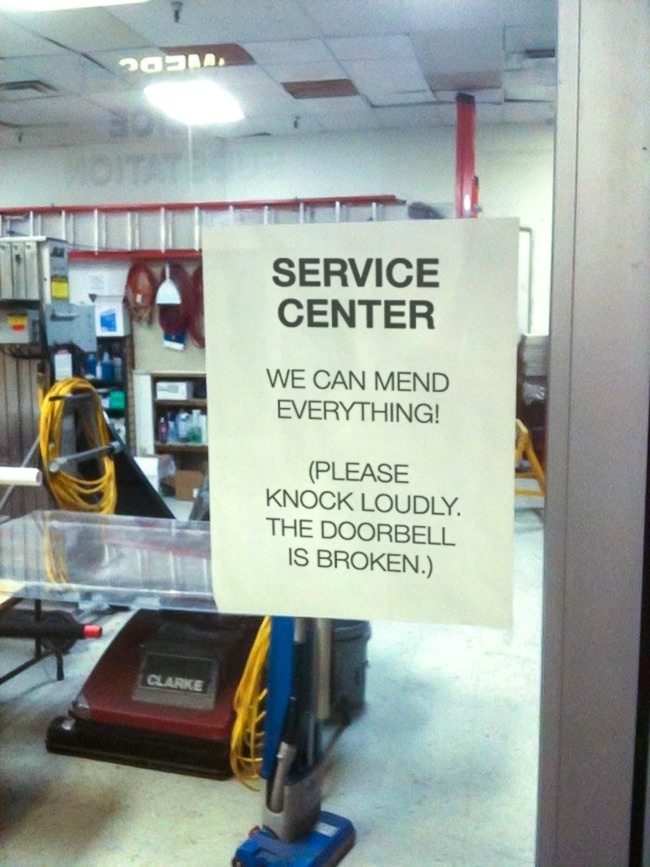 SERVICE
CENTER
WE CAN MEND
EVERYTHING!
(PLEASE
KNOCK LOUDLY.
THE DOORBELL
IS BROKEN.)
CLARKE